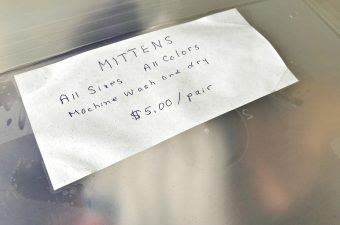 MITTENS
All Sizes All Colors
Machine Wash and dry
$5.00/pair